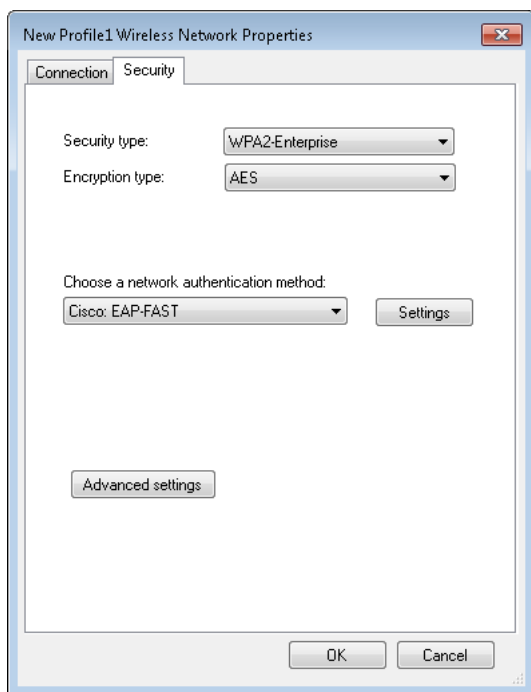 New Profile1 Wireless Network Properties
Connection Security
Security type: WPA2-Enterprise
Encryption type: AES
Choose a network authentication method:
Cisco: EAP-FAST Settings
Advanced settings
OK Cancel